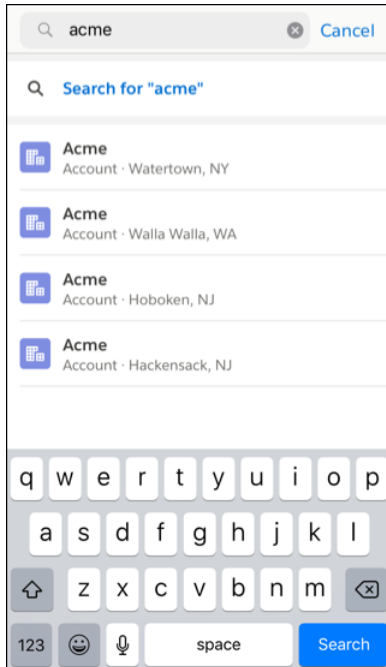 acme Cancel
Search for "acme"
Acme
Account · Watertown, NY
Acme
Account · Walla Walla, WA
Acme
Account · Hoboken, NJ
Acme
Account · Hackensack, NJ
q w e r t y u i o p
a s d f g h j k l
z x c v b n m
123 space Search